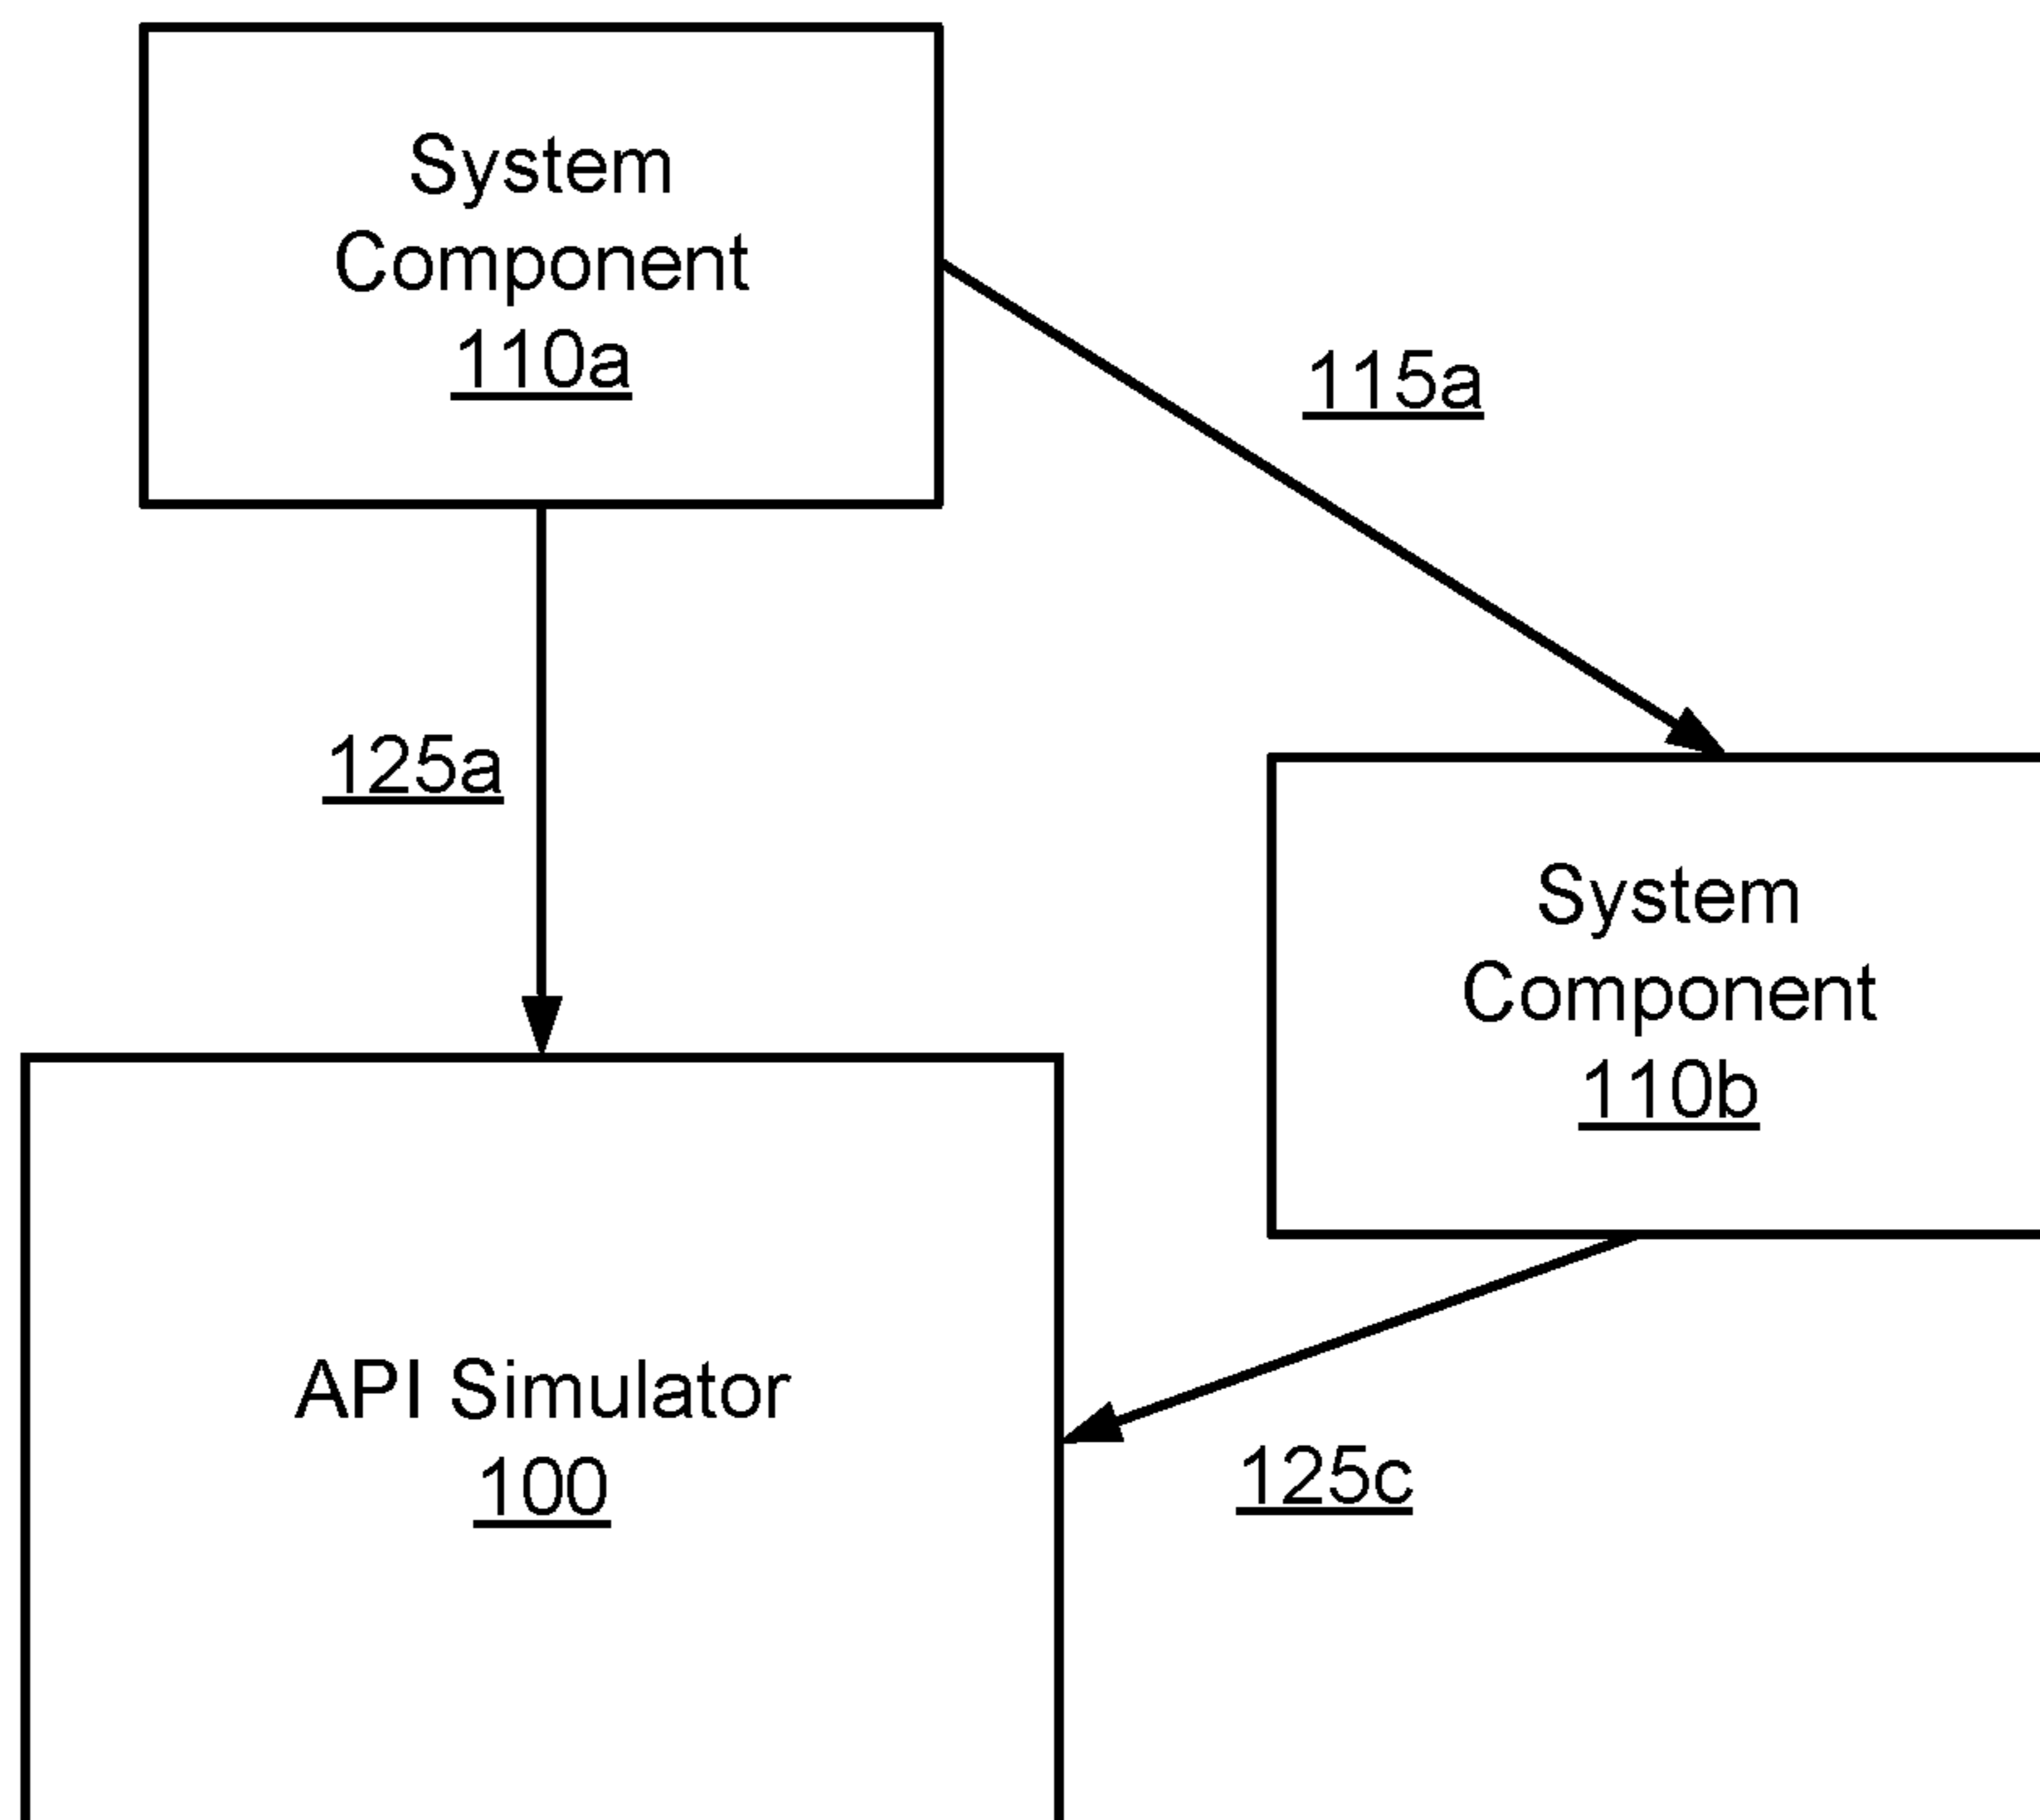 System
Component
110a
115a
125a
System
Component
110b
API Simulator
100
125c